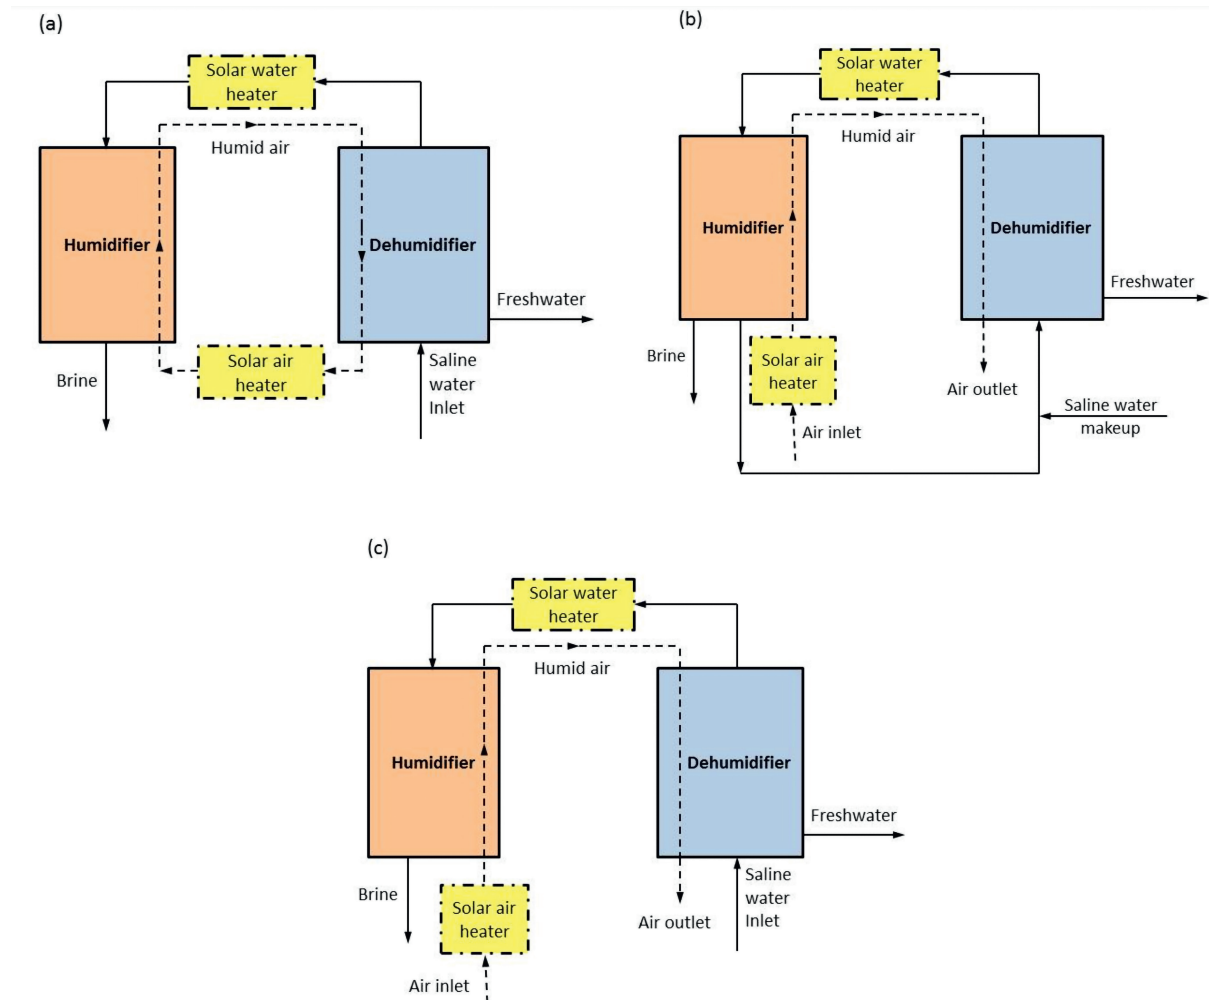 (a)
Solar water
heater
Humid air
Humidifier
Dehumidifier
Freshwater
Solar air
heater
Brine
Saline
water
Inlet
(b)
Solar water
heater
Humid air
Humidifier
Dehumidifier
Freshwater
Brine
Solar air
heater
Air outlet
Air inlet
Saline water
makeup
(c)
Solar water
heater
Humid air
Humidifier
Dehumidifier
Freshwater
Brine
Solar air
heater
Air outlet
Saline
water
Inlet
Air inlet